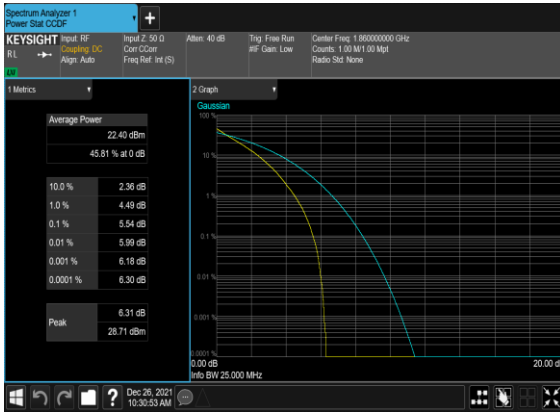 Spectrum Analyzer 1
Power Stat CCDF
+
KEYSIGHT
RL
Input: RF
Coupling: DC
Align: Auto
Input Z: 50 Ω
Corr CCorr
Freq Ref: Int (S)
Atten: 40 dB
Trig: Free Run
#IF Gain: Low
Center Freq: 1.860000000 GHz
Counts: 1.00 M/1.00 Mpt
Radio Std: None
1 Metrics
Average Power
22.40 dBm
45.81 % at 0 dB
10.0 % 2.36 dB
1.0 % 4.49 dB
0.1 % 5.54 dB
0.01 % 5.99 dB
0.001 % 6.18 dB
0.0001 % 6.30 dB
Peak
6.31 dB
28.71 dBm
2 Graph
Gaussian
100 %
10 %
1 %
0.1 %
0.01 %
0.001 %
0.0001 %
0.00 dB
20.00 d
Info BW 25.000 MHz
?
Dec 26, 2021
10:30:53 AM